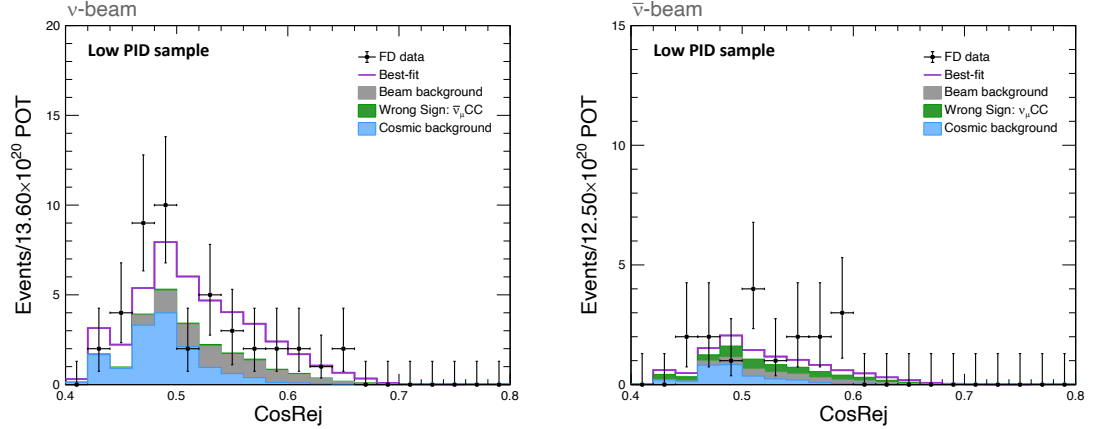 ν-beam
Low PID sample
FD data
Best-fit
Beam background
Wrong Sign: ν̅μCC
Cosmic background
Events/13.60×10²⁰ POT
20
15
10
5
0
0.4 0.5 0.6 0.7 0.8
CosRej
ν̅-beam
Low PID sample
FD data
Best-fit
Beam background
Wrong Sign: νμCC
Cosmic background
Events/12.50×10²⁰ POT
15
10
5
0
0.4 0.5 0.6 0.7 0.8
CosRej